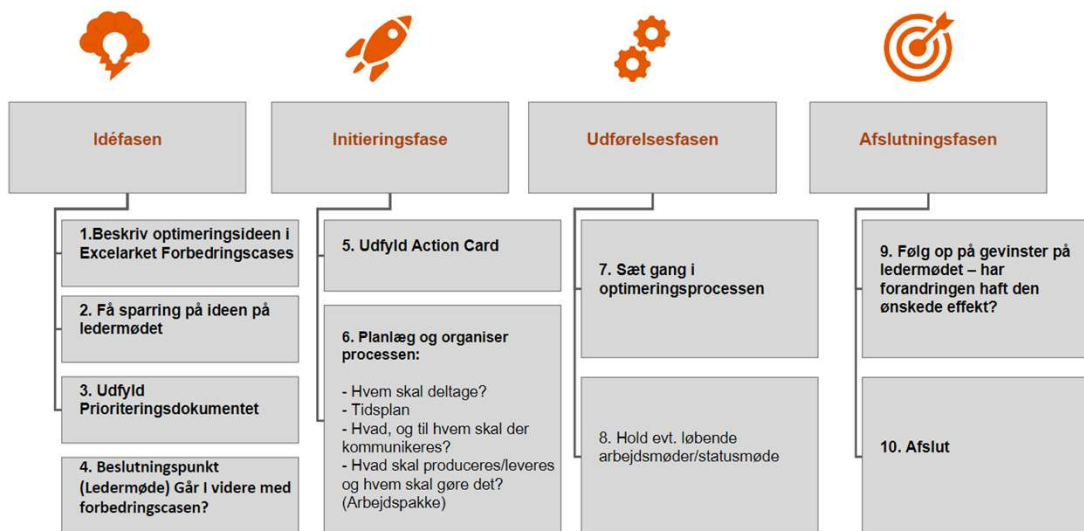 Idéfasen
1.Beskriv optimeringsideen i
Excelarket Forbedringscases
2. Få sparring på ideen på
ledermødet
3. Udfyld
Prioriteringsdokumentet
4. Beslutningspunkt
(Ledermøde) Går I videre med
forbedringscasen?
Initieringsfase
5. Udfyld Action Card
6. Planlæg og organiser
processen:
- Hvem skal deltage?
- Tidsplan
- Hvad, og til hvem skal der
kommunikeres?
- Hvad skal produceres/leveres
og hvem skal gøre det?
(Arbejdspakke)
Udførelsesfasen
7. Sæt gang i
optimeringsprocessen
8. Hold evt. løbende
arbejdsmøder/statusmøde
Afslutningsfasen
9. Følg op på gevinster på
ledermødet – har
forandringen haft den
ønskede effekt?
10. Afslut